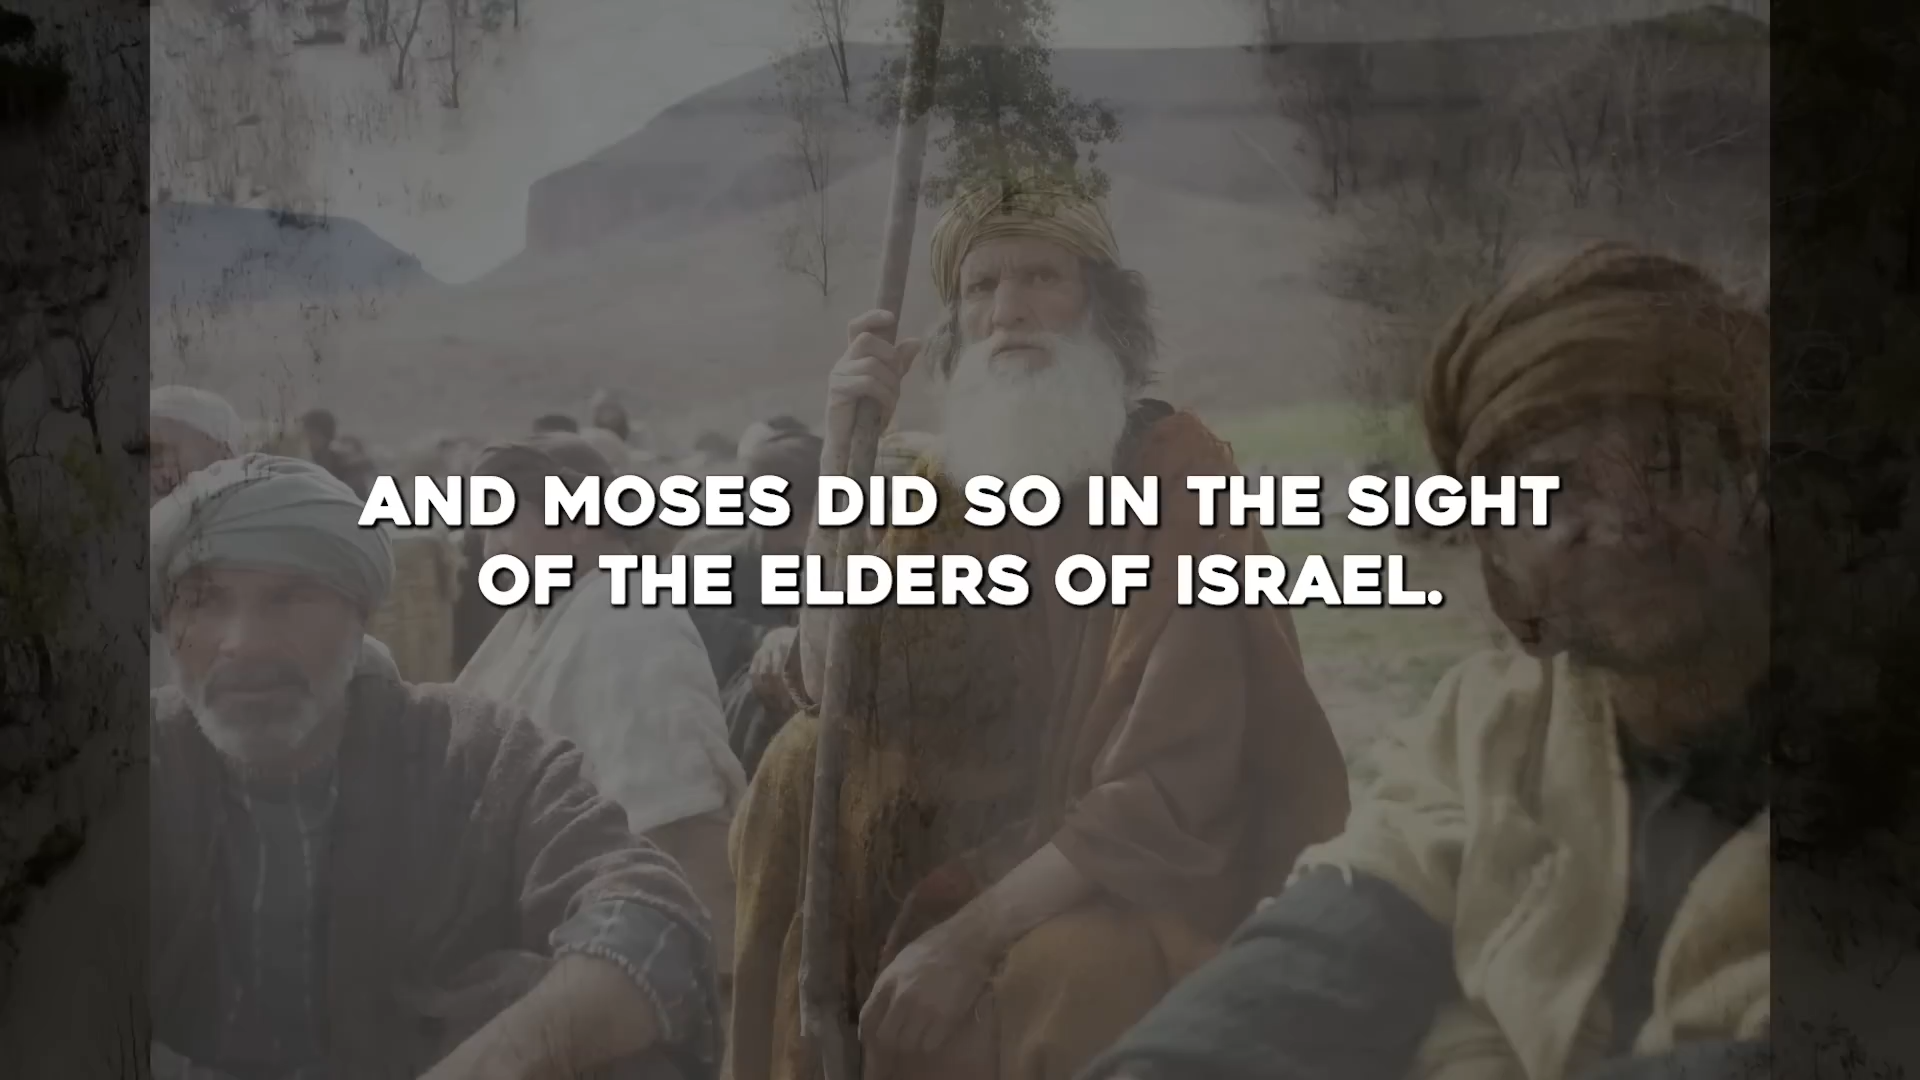 AND MOSES DID SO IN THE SIGHT
OF THE ELDERS OF ISRAEL.